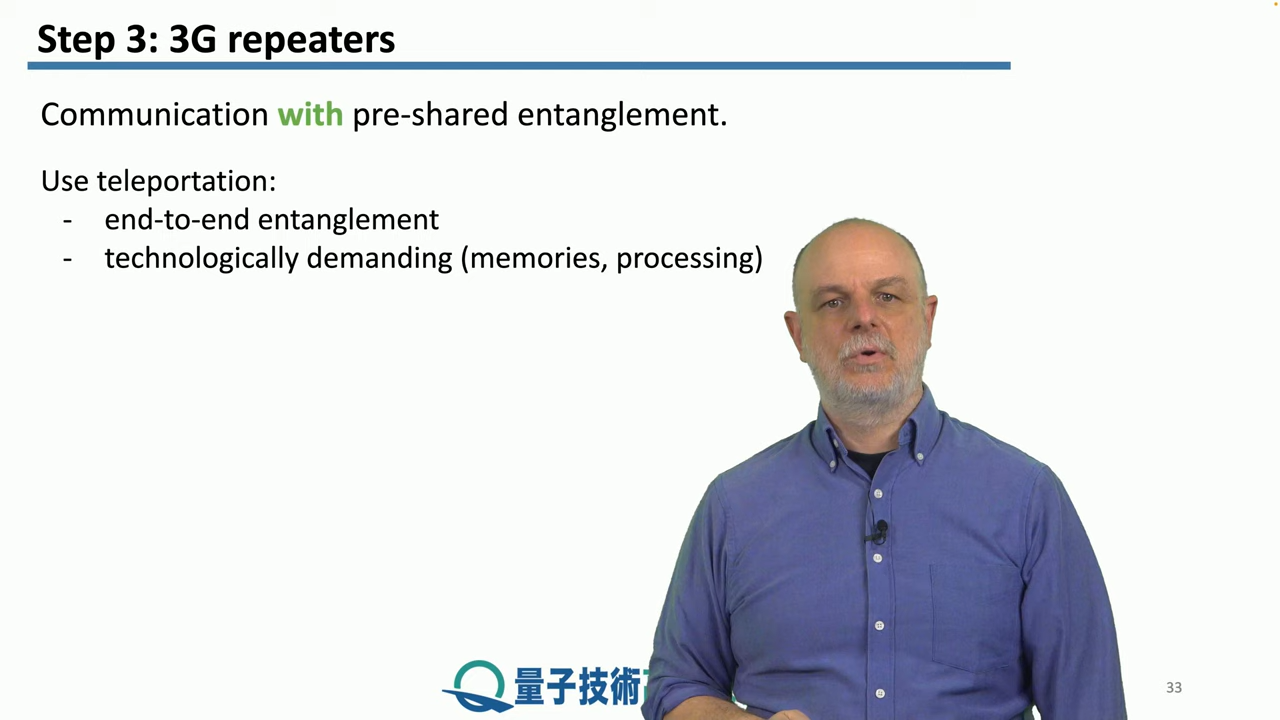 Step 3: 3G repeaters
Communication with pre-shared entanglement.
Use teleportation:
- end-to-end entanglement
- technologically demanding (memories, processing)
量子技術
33